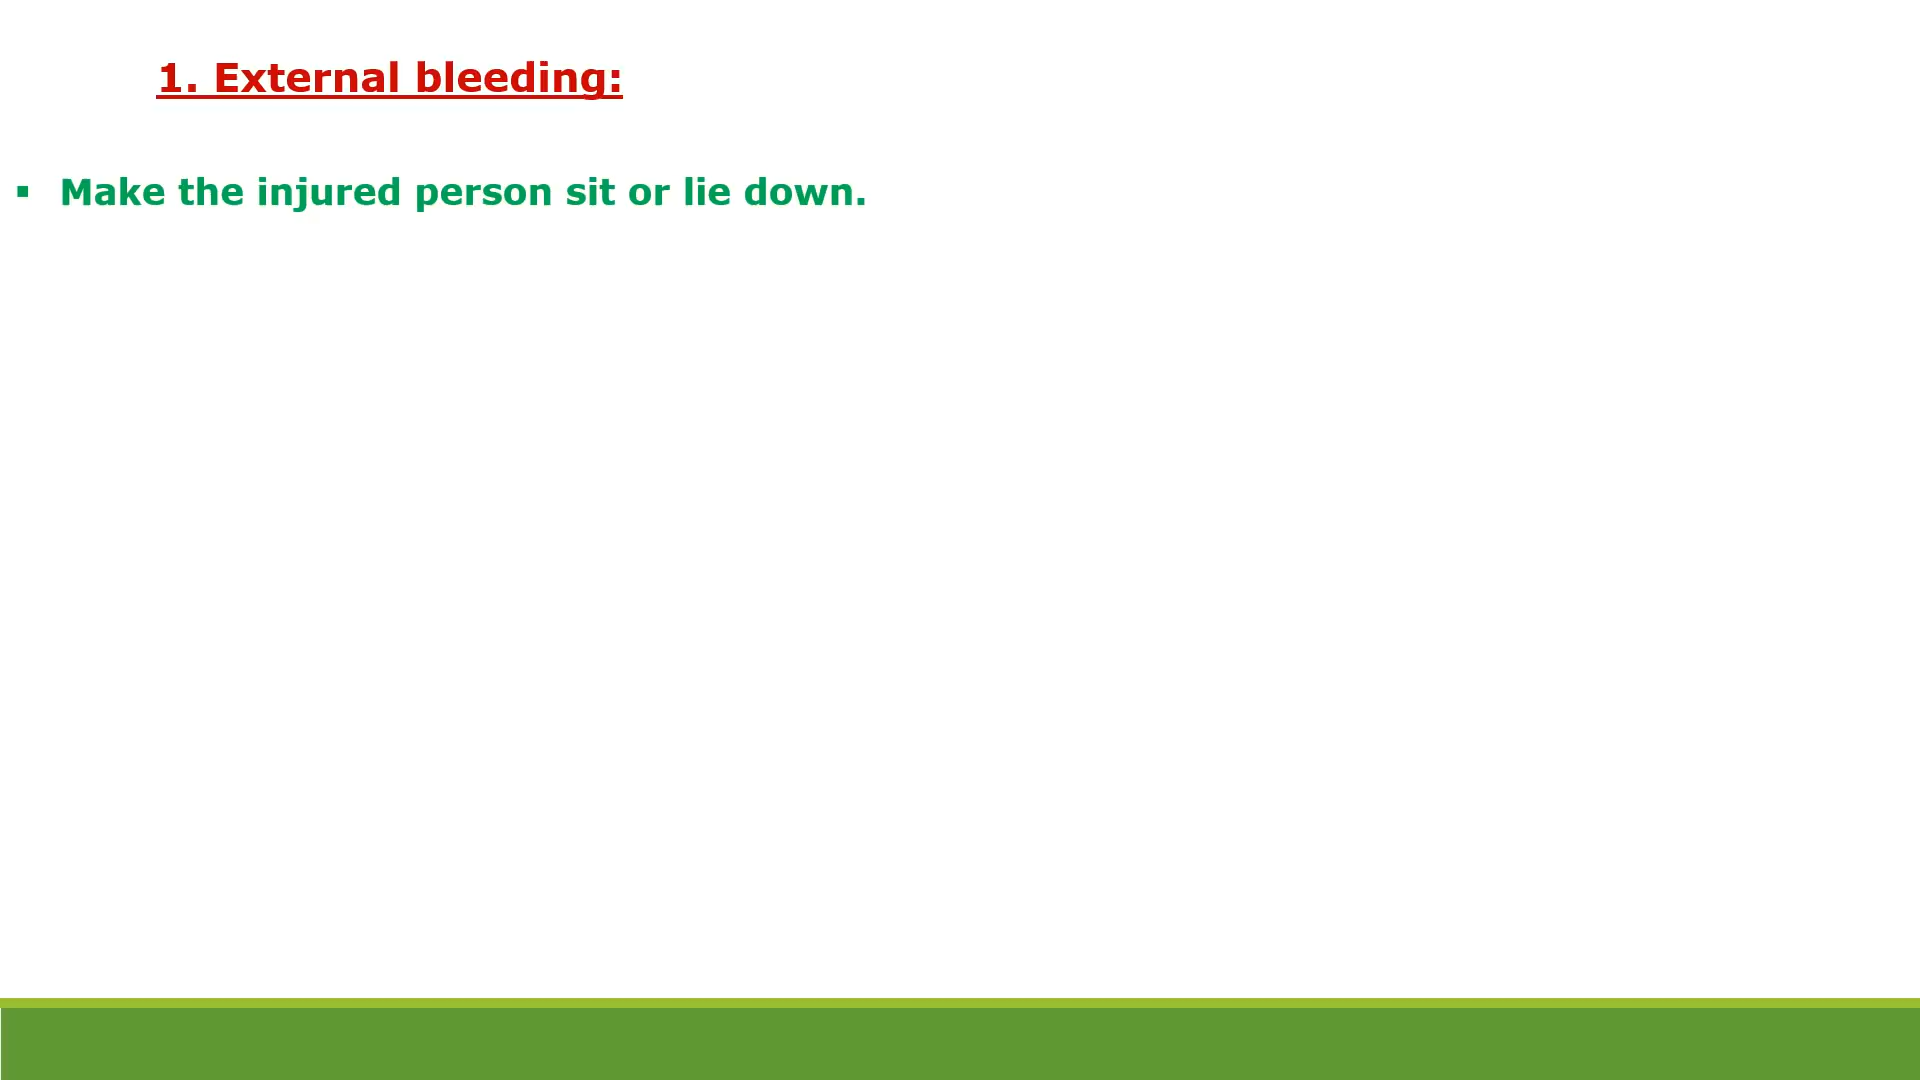 1. External bleeding:
▪ Make the injured person sit or lie down.